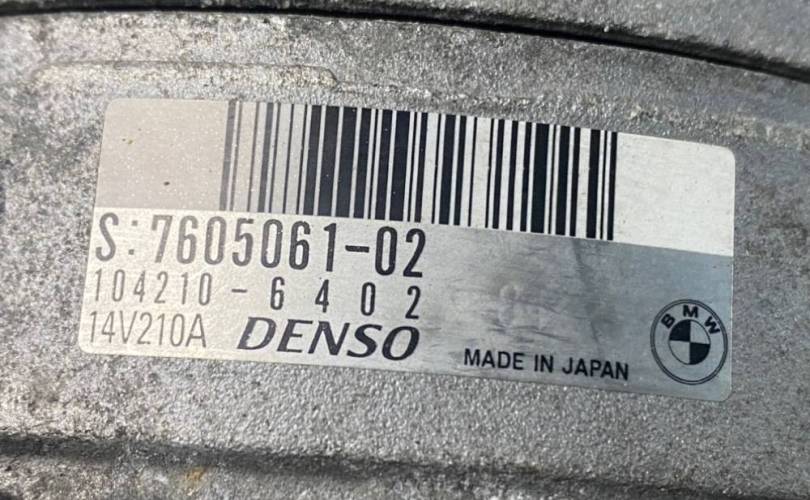 S:7605061-02
104210-6402
14V210A DENSO MADE IN JAPAN
BMW